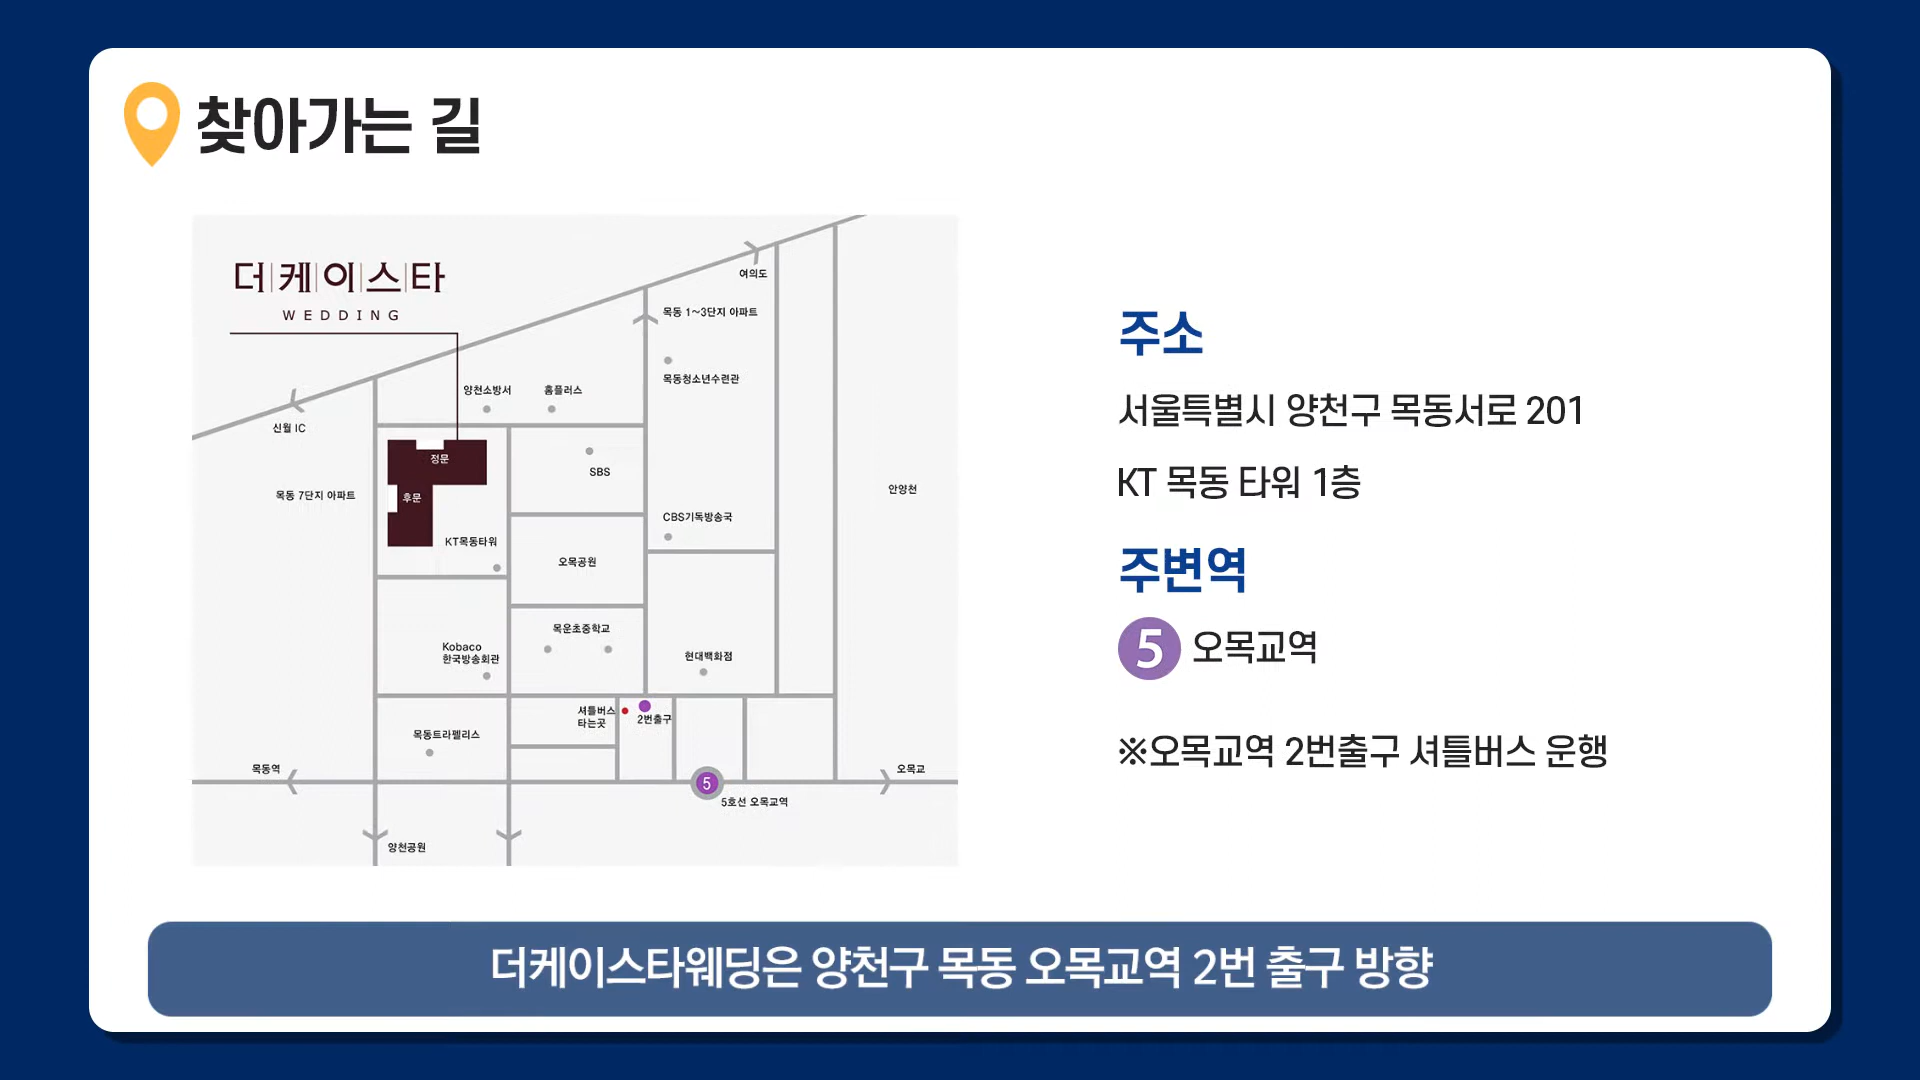 찾아가는 길
더|케|이|스|타
WEDDING
여의도
목동 1~3단지 아파트
목동청소년수련관
양천소방서
홈플러스
신월 IC
정문
SBS
목동 7단지 아파트
후문
안양천
CBS기독방송국
KT목동타워
오목공원
목운초중학교
Kobaco
한국방송회관
현대백화점
셔틀버스
타는곳
2번출구
목동트라펠리스
목동역
오목교
5
5호선 오목교역
양천공원
주소
서울특별시 양천구 목동서로 201
KT 목동 타워 1층
주변역
5 오목교역
※오목교역 2번출구 셔틀버스 운행
더케이스타웨딩은 양천구 목동 오목교역 2번 출구 방향